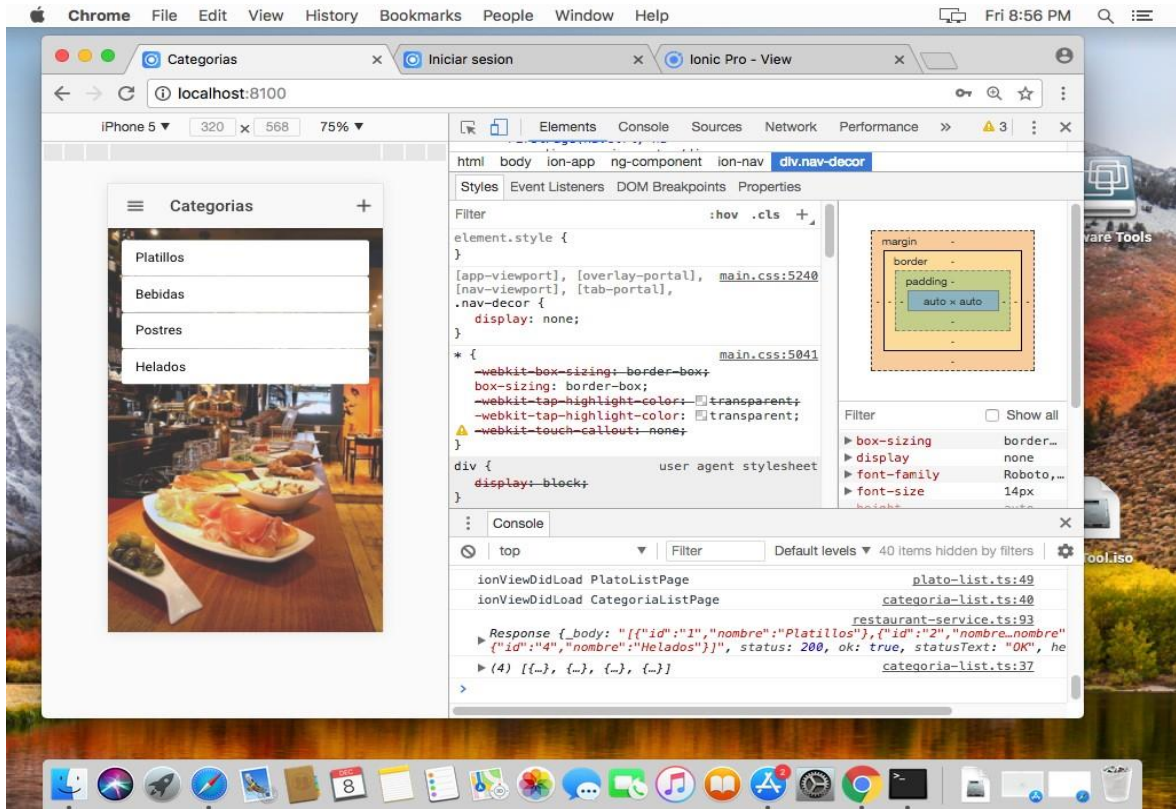 Chrome File Edit View History Bookmarks People Window Help Fri 8:56 PM
Categorias Iniciar sesion Ionic Pro - View
localhost:8100
iPhone 5 ▼ 320 x 568 75% ▼
Elements Console Sources Network Performance » 3
html body ion-app ng-component ion-nav div.nav-decor
Styles Event Listeners DOM Breakpoints Properties
Categorias
Platillos
Bebidas
Postres
Helados
Filter :hov .cls +
element.style {
}
[app-viewport], [overlay-portal], main.css:5240
[nav-viewport], [tab-portal],
.nav-decor {
display: none;
}
* { main.css:5041
-webkit-box-sizing: border-box;
box-sizing: border-box;
-webkit-tap-highlight-color: transparent;
-webkit-tap-highlight-color: transparent;
-webkit-touch-callout: none;
}
div { user agent stylesheet
display: block;
}
margin -
border -
padding -
auto × auto
Filter Show all
box-sizing border…
display none
font-family Roboto,…
font-size 14px
height auto
Console
top ▼ Filter Default levels ▼ 40 items hidden by filters
ionViewDidLoad PlatoListPage plato-list.ts:49
ionViewDidLoad CategoriaListPage categoria-list.ts:40
restaurant-service.ts:93
Response {_body: "[{"id":"1","nombre":"Platillos"},{"id":"2","nombre…nombre"
{"id":"4","nombre":"Helados"}]", status: 200, ok: true, statusText: "OK", he
(4) [{…}, {…}, {…}, {…}] categoria-list.ts:37
>
ware Tools
Tool.iso
DEC
8
2